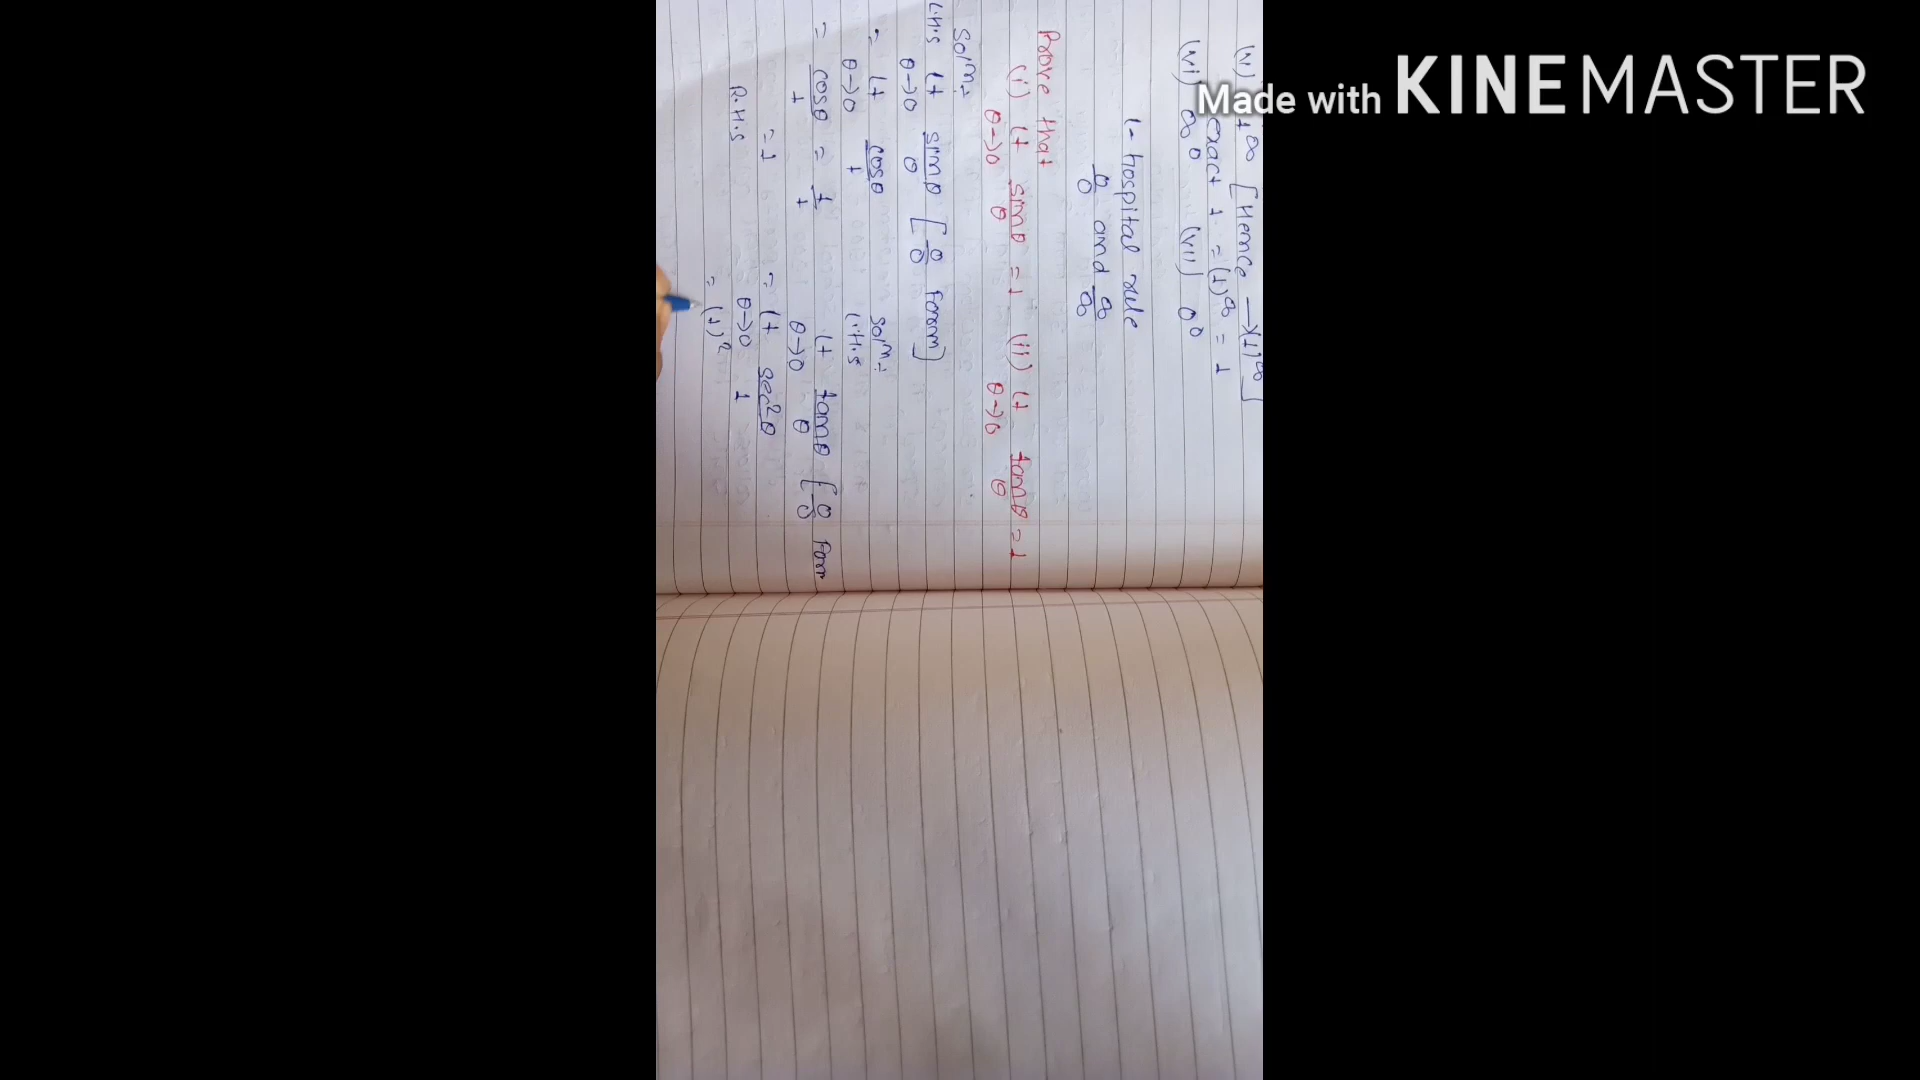 Made with KINEMASTER
(v) 1^∞ [Hence → (1)^∞]
exact 1 = (1)^∞ = 1
(vi) ∞^0 (vii) 0^0
L-hospital rule
0/0 and ∞/∞
Prove that
(i) lt θ→0 sinθ/θ = 1 (ii) lt θ→0 tanθ/θ = 1
Soln:-
L.H.S lt θ→0 sinθ/θ [0/0 Form]
= lt θ→0 cosθ/1
= cosθ/1 = 1/1
= 1
R.H.S
Soln:-
L.H.S
lt θ→0 tanθ/θ [0/0 For
= lt θ→0 sec²θ/1
= (1)²